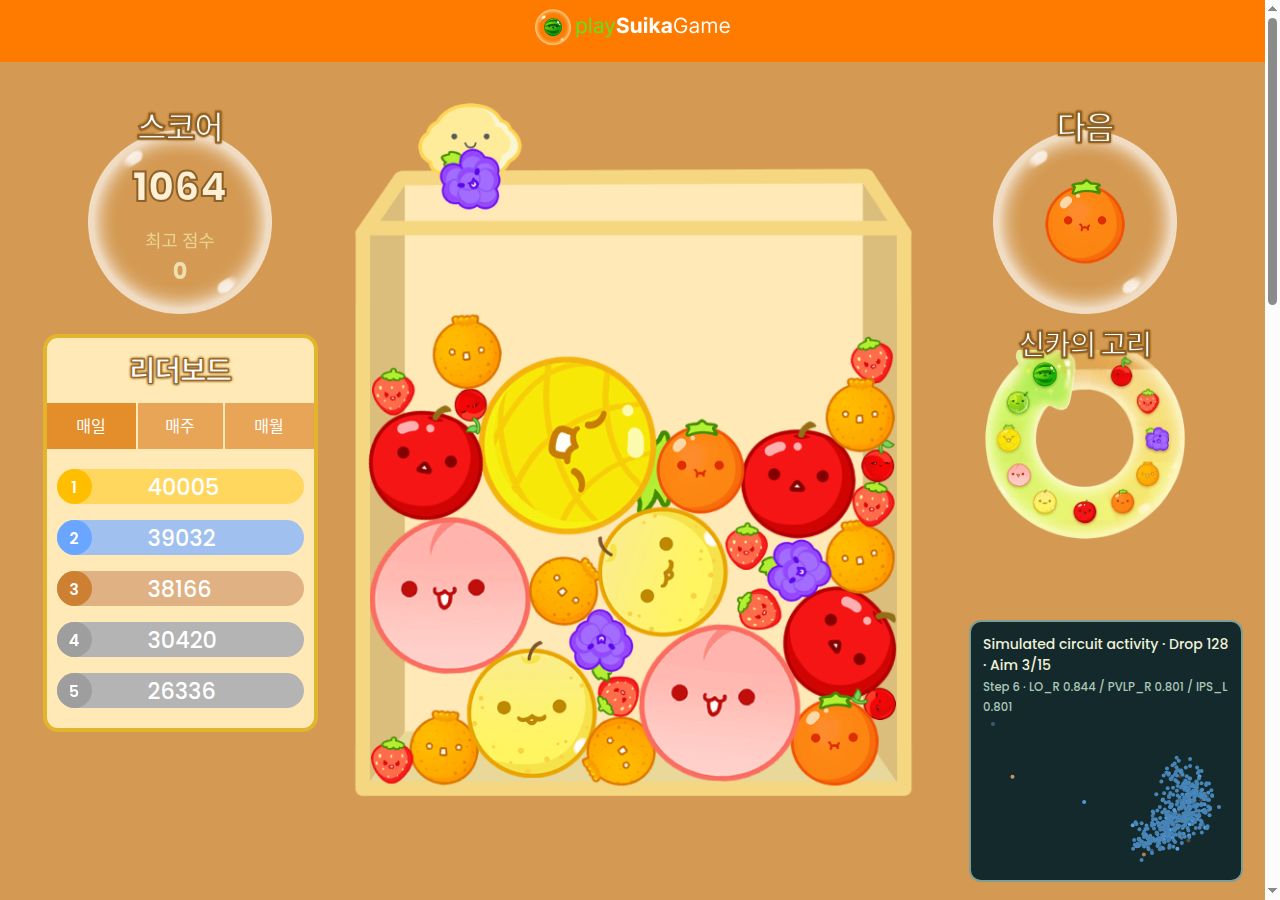 playSuikaGame
스코어
1064
최고 점수
0
다음
신카의 고리
리더보드
매일 매주 매월
1 40005
2 39032
3 38166
4 30420
5 26336
Simulated circuit activity · Drop 128
· Aim 3/15
Step 6 · LO_R 0.844 / PVLP_R 0.801 / IPS_L
0.801